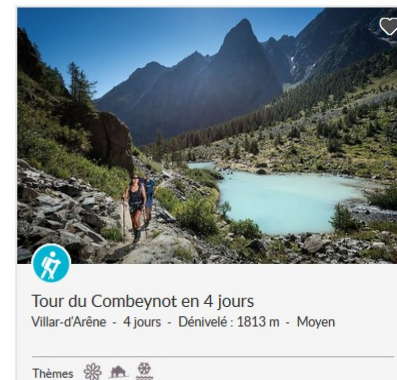 Tour du Combeynot en 4 jours
Villar-d'Arêne - 4 jours - Dénivelé : 1813 m - Moyen
Thèmes